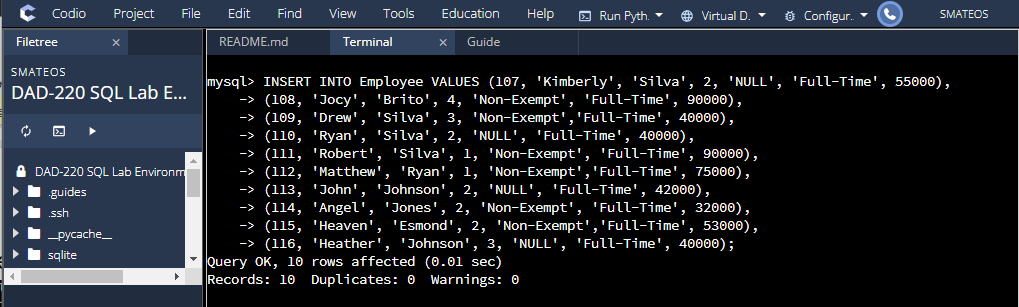 Codio Project File Edit Find View Tools Education Help Run Pyth. Virtual D. Configur.. SMATEOS
Filetree
README.md Terminal Guide
SMATEOS
DAD-220 SQL Lab E...
DAD-220 SQL Lab Environm
.guides
.ssh
__pycache__
sqlite
mysql> INSERT INTO Employee VALUES (107, 'Kimberly', 'Silva', 2, 'NULL', 'Full-Time', 55000),
-> (108, 'Jocy', 'Brito', 4, 'Non-Exempt', 'Full-Time', 90000),
-> (109, 'Drew', 'Silva', 3, 'Non-Exempt','Full-Time', 40000),
-> (110, 'Ryan', 'Silva', 2, 'NULL', 'Full-Time', 40000),
-> (111, 'Robert', 'Silva', 1, 'Non-Exempt', 'Full-Time', 90000),
-> (112, 'Matthew', 'Ryan', 1, 'Non-Exempt','Full-Time', 75000),
-> (113, 'John', 'Johnson', 2, 'NULL', 'Full-Time', 42000),
-> (114, 'Angel', 'Jones', 2, 'Non-Exempt', 'Full-Time', 32000),
-> (115, 'Heaven', 'Esmond', 2, 'Non-Exempt','Full-Time', 53000),
-> (116, 'Heather', 'Johnson', 3, 'NULL', 'Full-Time', 40000);
Query OK, 10 rows affected (0.01 sec)
Records: 10 Duplicates: 0 Warnings: 0